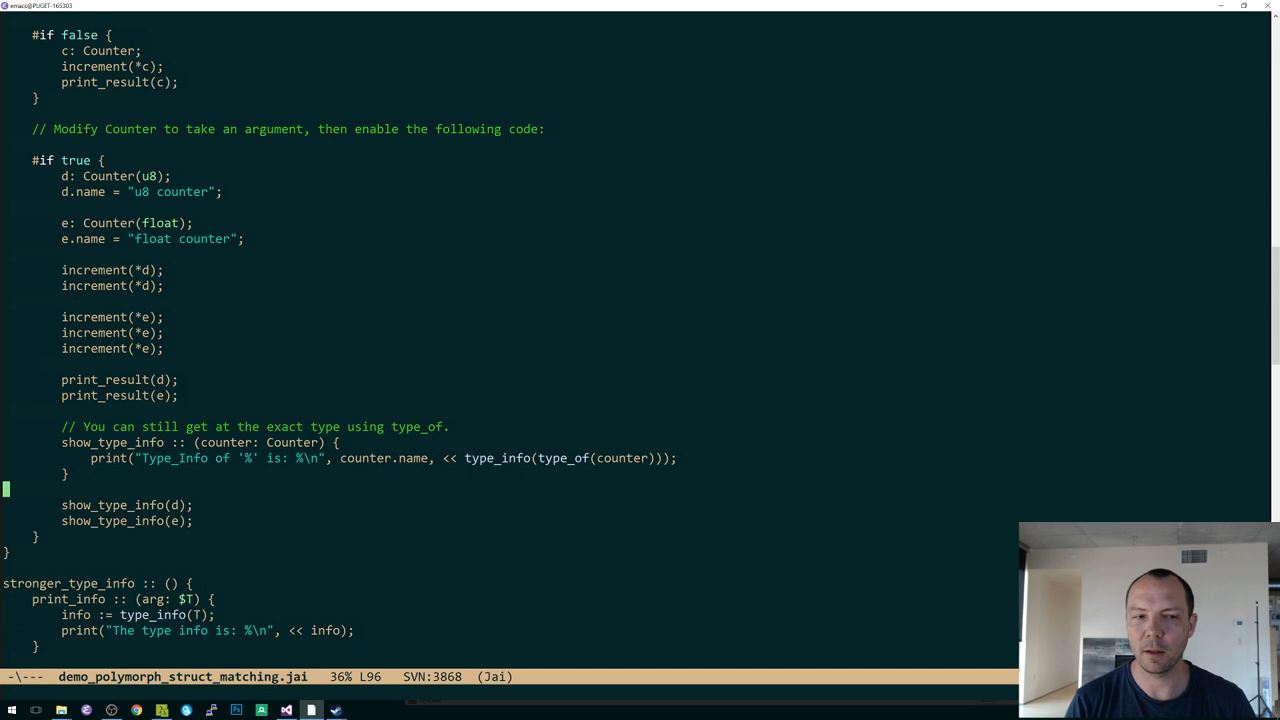 emacs@PUGET-165303
#if false {
c: Counter;
increment(*c);
print_result(c);
}
// Modify Counter to take an argument, then enable the following code:
#if true {
d: Counter(u8);
d.name = "u8 counter";
e: Counter(float);
e.name = "float counter";
increment(*d);
increment(*d);
increment(*e);
increment(*e);
increment(*e);
print_result(d);
print_result(e);
// You can still get at the exact type using type_of.
show_type_info :: (counter: Counter) {
print("Type_Info of '%' is: %\n", counter.name, << type_info(type_of(counter)));
}
show_type_info(d);
show_type_info(e);
}
}
stronger_type_info :: () {
print_info :: (arg: $T) {
info := type_info(T);
print("The type info is: %\n", << info);
}
-\--- demo_polymorph_struct_matching.jai 36% L96 SVN:3868 (Jai)